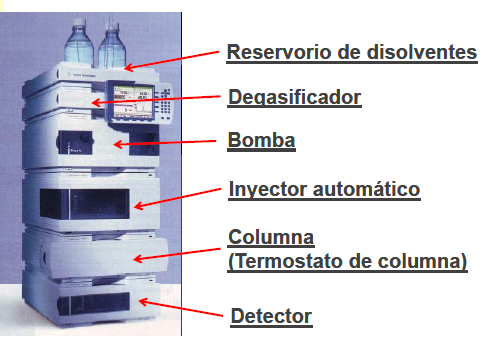 Reservorio de disolventes
Degasificador
Bomba
Inyector automático
Columna
(Termostato de columna)
Detector